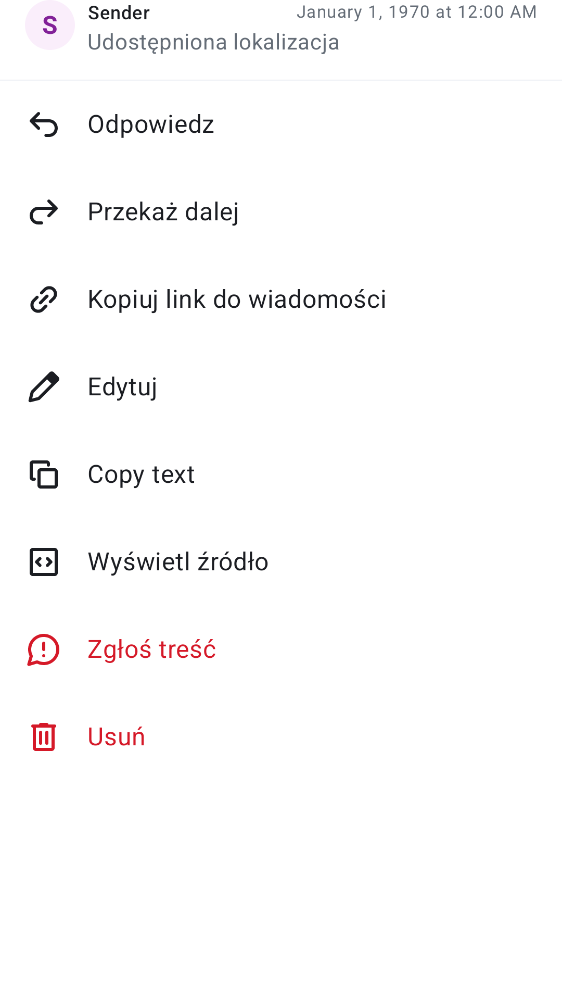 S
Sender
January 1, 1970 at 12:00 AM
Udostępniona lokalizacja
Odpowiedz
Przekaż dalej
Kopiuj link do wiadomości
Edytuj
Copy text
Wyświetl źródło
Zgłoś treść
Usuń